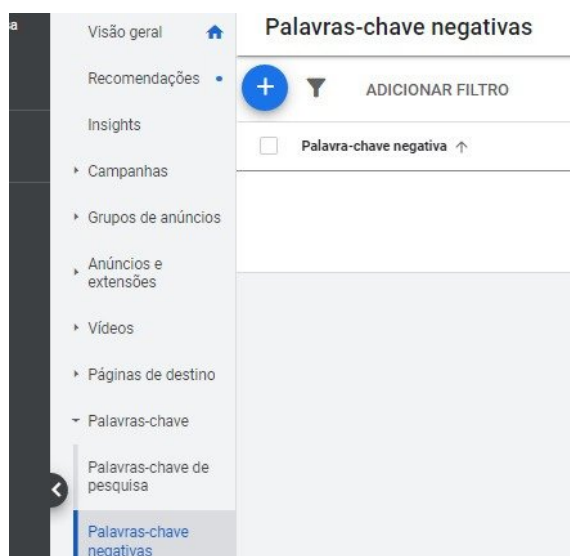 Visão geral
Recomendações
Insights
Campanhas
Grupos de anúncios
Anúncios e
extensões
Vídeos
Páginas de destino
Palavras-chave
Palavras-chave de
pesquisa
Palavras-chave
negativas
Palavras-chave negativas
ADICIONAR FILTRO
Palavra-chave negativa